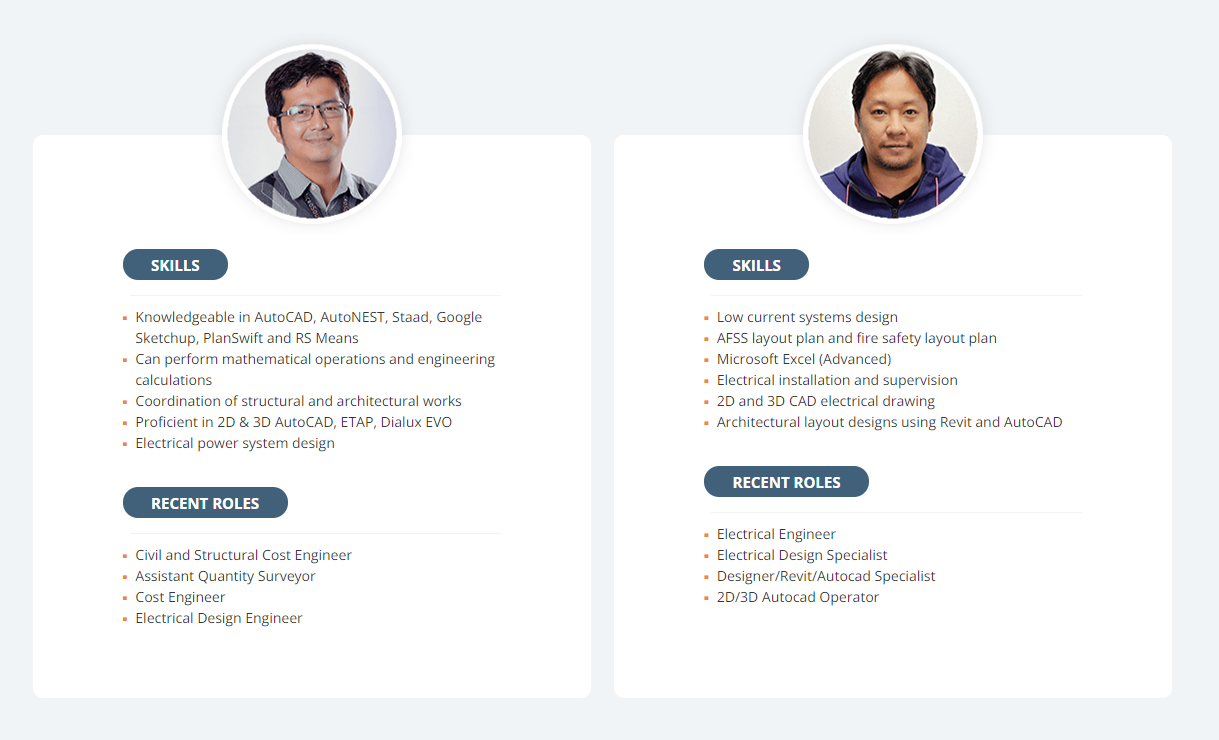 SKILLS
Knowledgeable in AutoCAD, AutoNEST, Staad, Google
Sketchup, PlanSwift and RS Means
Can perform mathematical operations and engineering
calculations
Coordination of structural and architectural works
Proficient in 2D & 3D AutoCAD, ETAP, Dialux EVO
Electrical power system design
RECENT ROLES
Civil and Structural Cost Engineer
Assistant Quantity Surveyor
Cost Engineer
Electrical Design Engineer
SKILLS
Low current systems design
AFSS layout plan and fire safety layout plan
Microsoft Excel (Advanced)
Electrical installation and supervision
2D and 3D CAD electrical drawing
Architectural layout designs using Revit and AutoCAD
RECENT ROLES
Electrical Engineer
Electrical Design Specialist
Designer/Revit/Autocad Specialist
2D/3D Autocad Operator